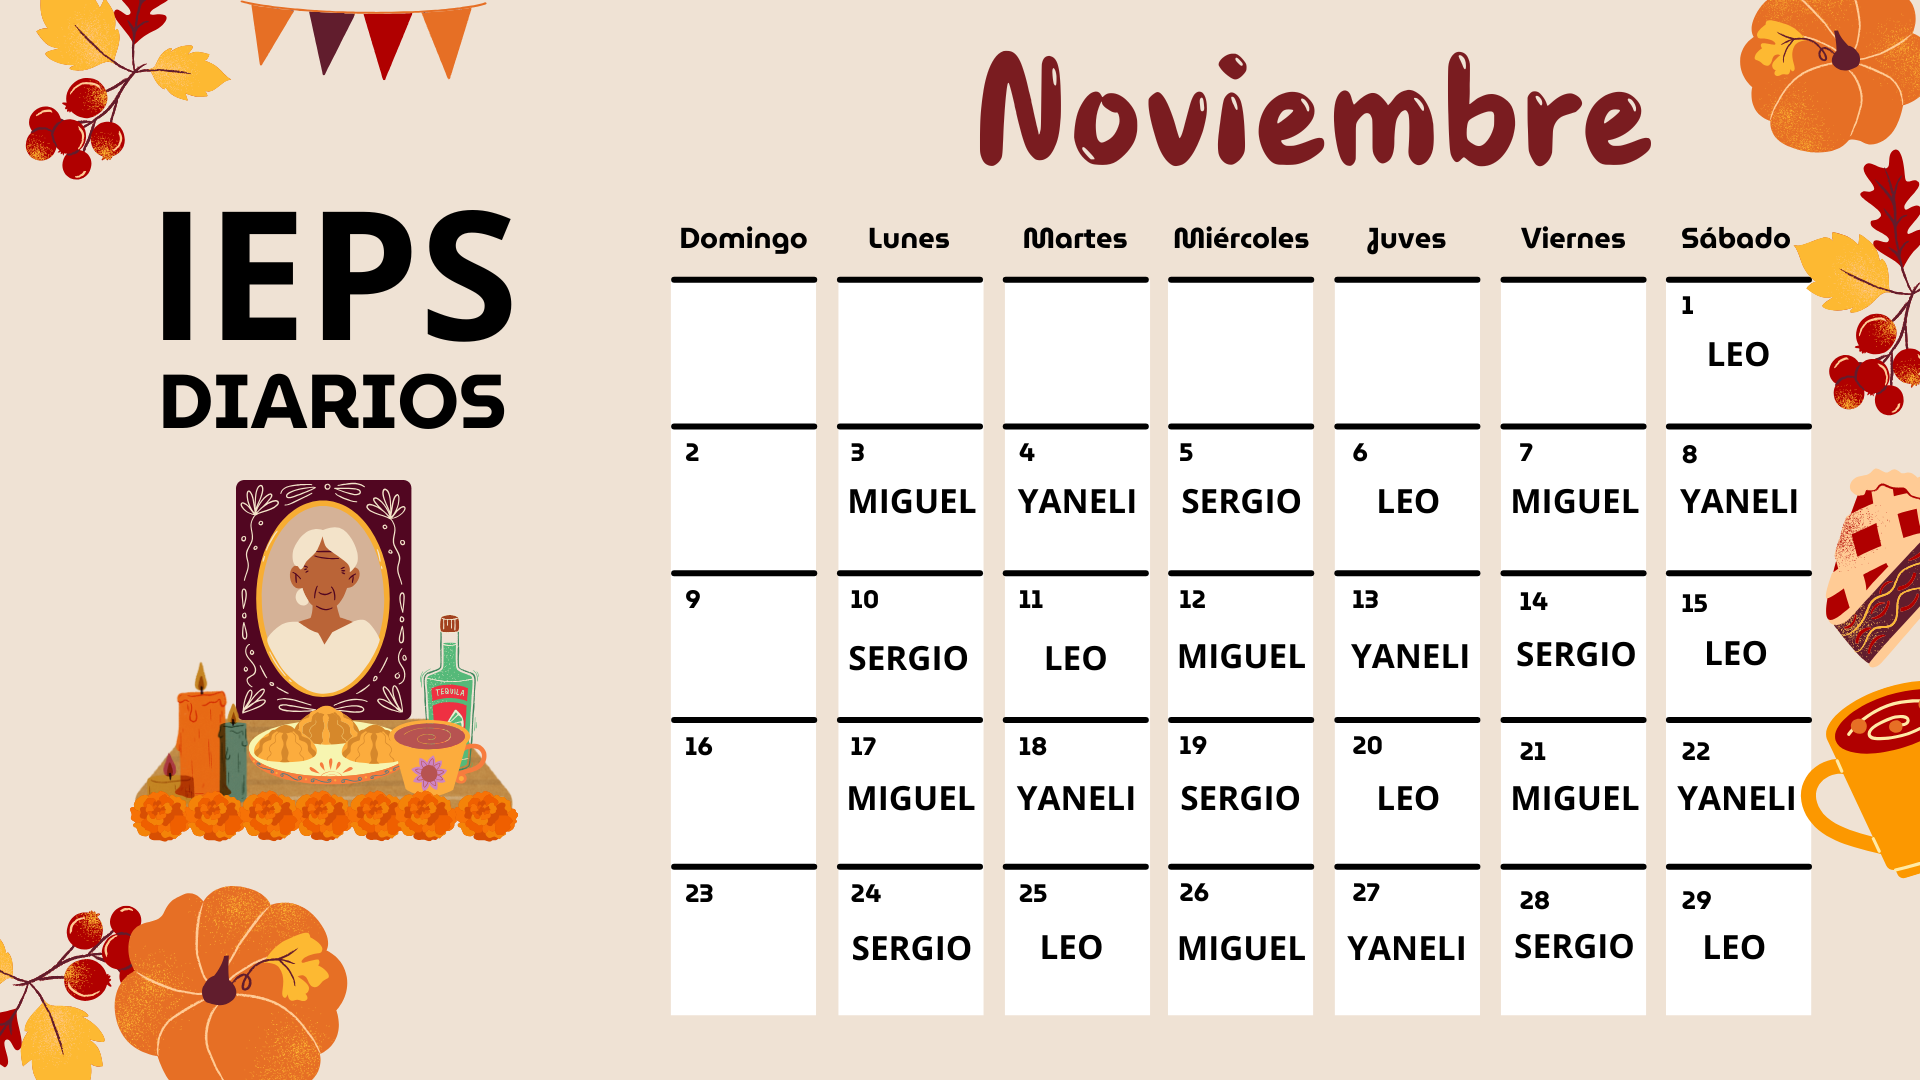 Noviembre
IEPS
DIARIOS
Domingo Lunes Martes Miércoles Juves Viernes Sábado
1
LEO
2 3 4 5 6 7 8
MIGUEL YANELI SERGIO LEO MIGUEL YANELI
9 10 11 12 13 14 15
SERGIO LEO MIGUEL YANELI SERGIO LEO
TEQUILA
16 17 18 19 20 21 22
MIGUEL YANELI SERGIO LEO MIGUEL YANELI
23 24 25 26 27 28 29
SERGIO LEO MIGUEL YANELI SERGIO LEO